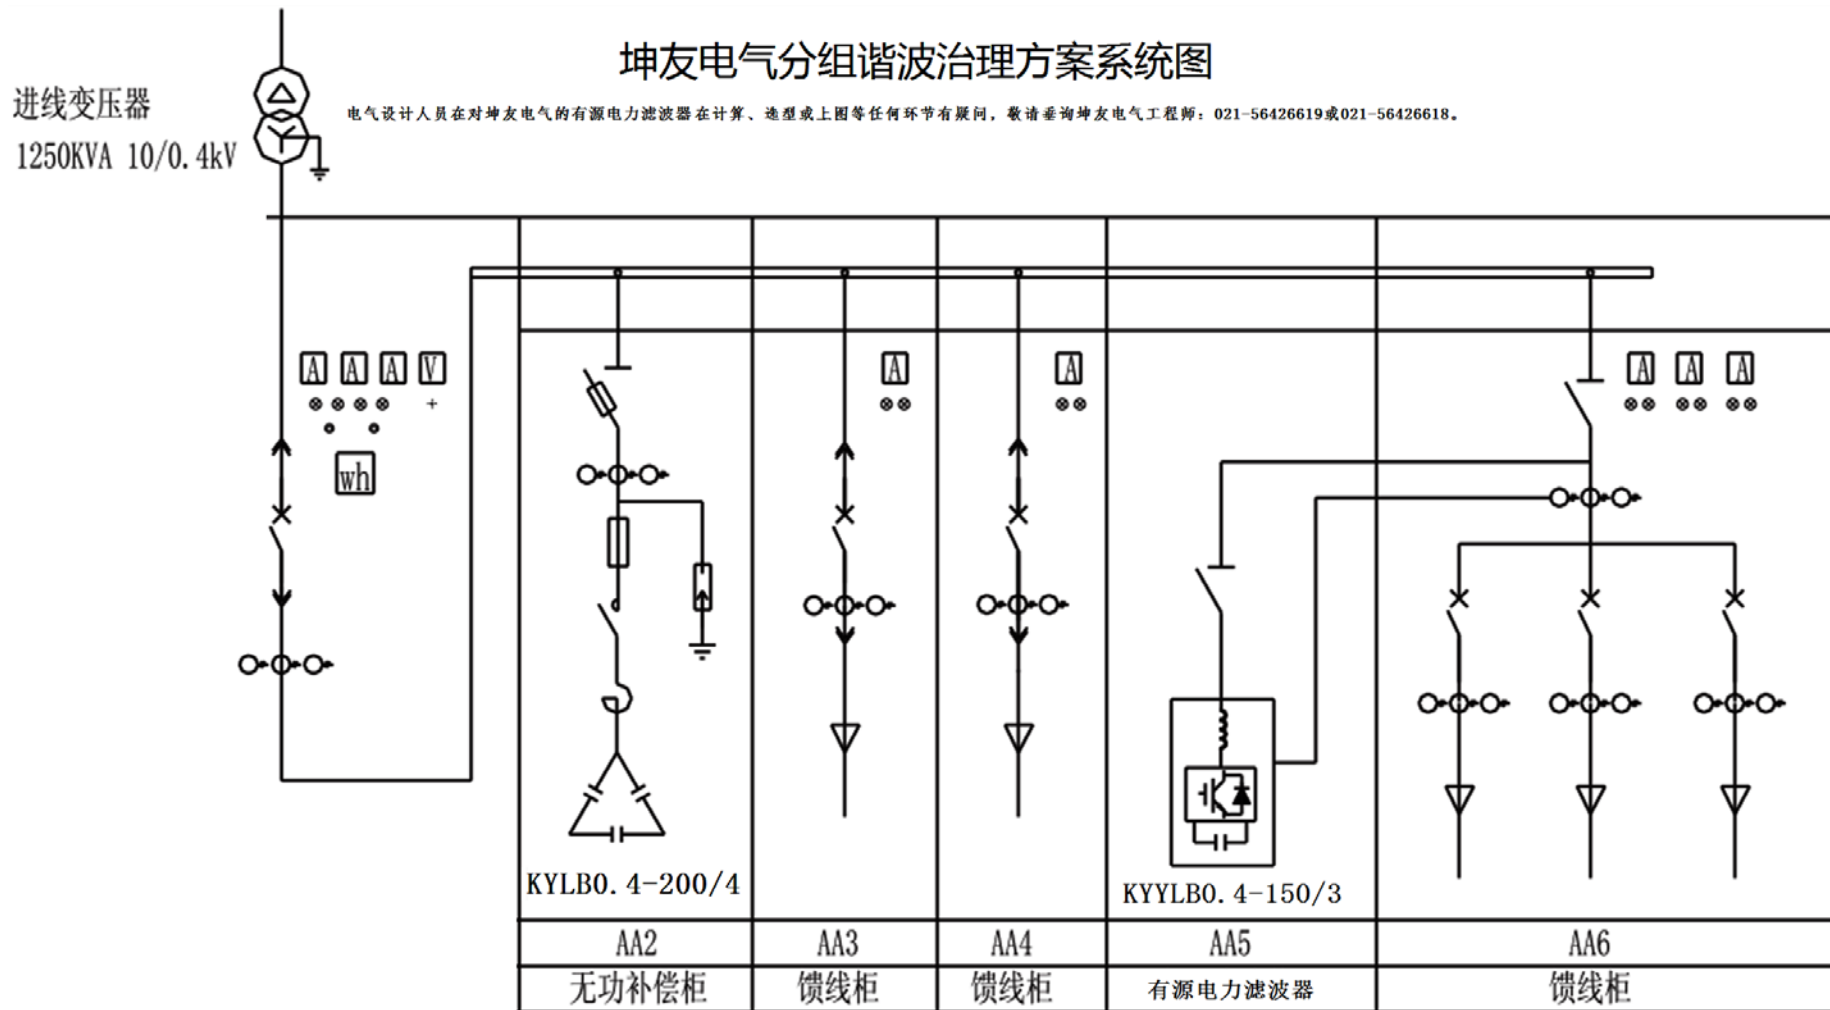 坤友电气分组谐波治理方案系统图
电气设计人员在对坤友电气的有源电力滤波器在计算、选型或上图等任何环节有疑问，敬请垂询坤友电气工程师：021-56426619或021-56426618。
进线变压器
1250KVA 10/0.4kV
A A A V
A
A
A A A
wh
KYLB0.4-200/4
KYYLB0.4-150/3
AA2 AA3 AA4 AA5 AA6
无功补偿柜 馈线柜 馈线柜 有源电力滤波器 馈线柜